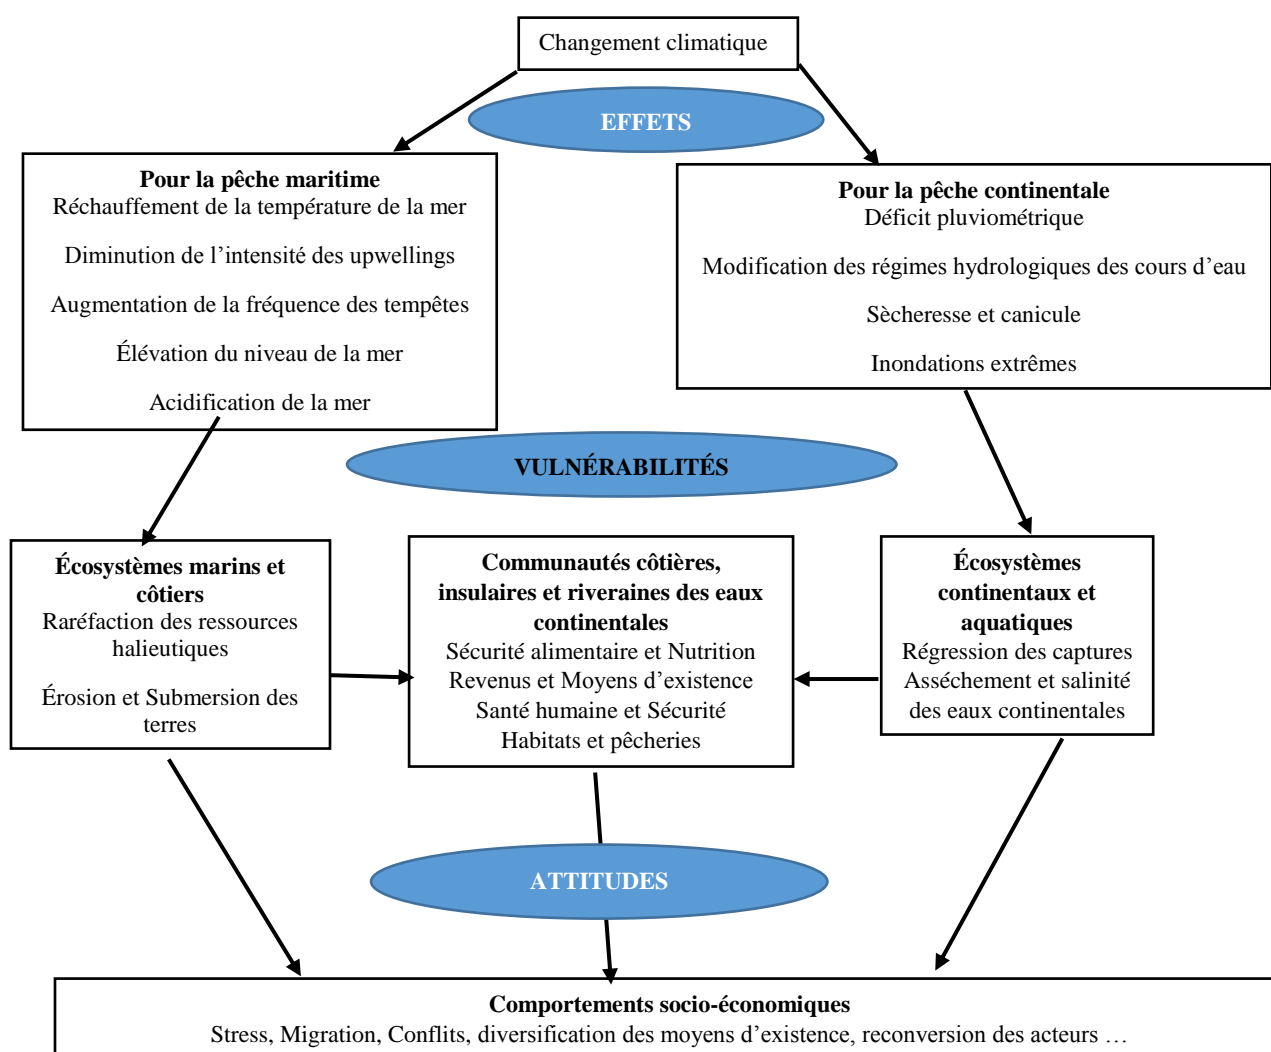 Changement climatique
EFFETS
Pour la pêche maritime
Réchauffement de la température de la mer
Diminution de l’intensité des upwellings
Augmentation de la fréquence des tempêtes
Élévation du niveau de la mer
Acidification de la mer
Pour la pêche continentale
Déficit pluviométrique
Modification des régimes hydrologiques des cours d’eau
Sècheresse et canicule
Inondations extrêmes
VULNÉRABILITÉS
Écosystèmes marins et
côtiers
Raréfaction des ressources
halieutiques
Érosion et Submersion des
terres
Communautés côtières,
insulaires et riveraines des eaux
continentales
Sécurité alimentaire et Nutrition
Revenus et Moyens d’existence
Santé humaine et Sécurité
Habitats et pêcheries
Écosystèmes
continentaux et
aquatiques
Régression des captures
Asséchement et salinité
des eaux continentales
ATTITUDES
Comportements socio-économiques
Stress, Migration, Conflits, diversification des moyens d’existence, reconversion des acteurs …